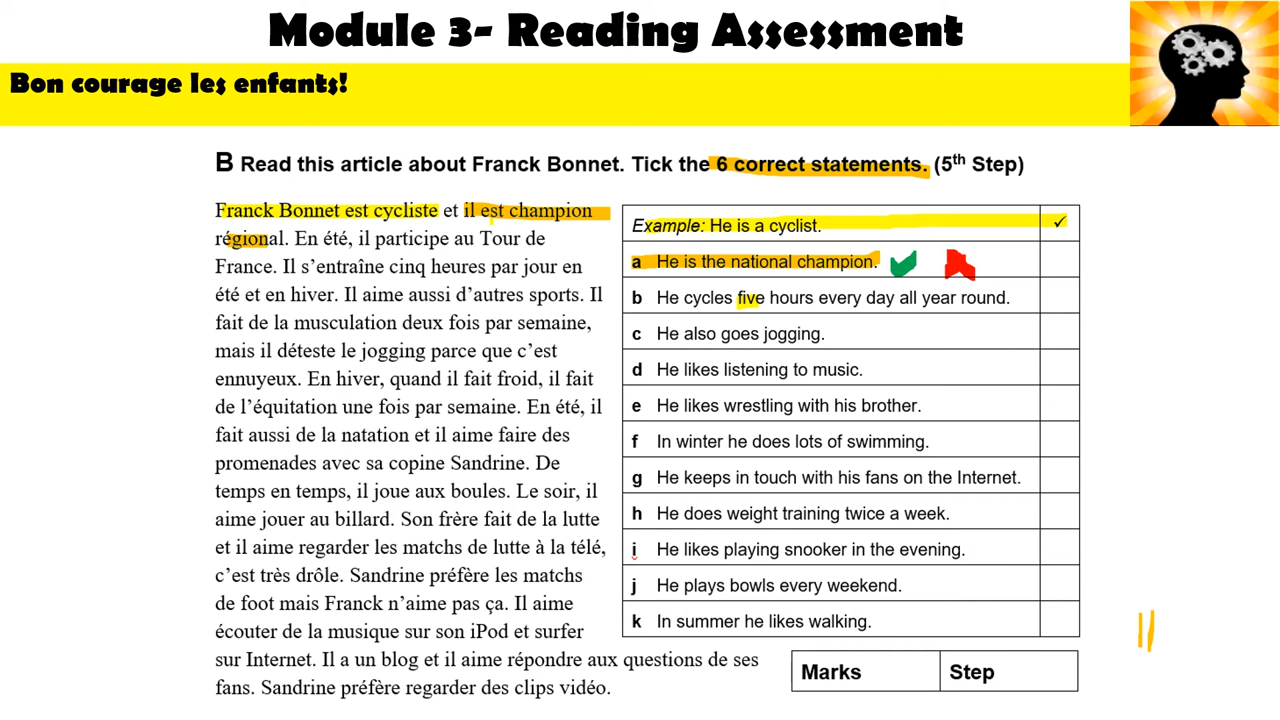 Module 3- Reading Assessment
Bon courage les enfants!
B Read this article about Franck Bonnet. Tick the 6 correct statements. (5th Step)
Franck Bonnet est cycliste et il est champion
régional. En été, il participe au Tour de
France. Il s'entraîne cinq heures par jour en
été et en hiver. Il aime aussi d'autres sports. Il
fait de la musculation deux fois par semaine,
mais il déteste le jogging parce que c'est
ennuyeux. En hiver, quand il fait froid, il fait
de l'équitation une fois par semaine. En été, il
fait aussi de la natation et il aime faire des
promenades avec sa copine Sandrine. De
temps en temps, il joue aux boules. Le soir, il
aime jouer au billard. Son frère fait de la lutte
et il aime regarder les matchs de lutte à la télé,
c'est très drôle. Sandrine préfère les matchs
de foot mais Franck n'aime pas ça. Il aime
écouter de la musique sur son iPod et surfer
sur Internet. Il a un blog et il aime répondre aux questions de ses
fans. Sandrine préfère regarder des clips vidéo.
Example: He is a cyclist. ✓
a He is the national champion.
b He cycles five hours every day all year round.
c He also goes jogging.
d He likes listening to music.
e He likes wrestling with his brother.
f In winter he does lots of swimming.
g He keeps in touch with his fans on the Internet.
h He does weight training twice a week.
i He likes playing snooker in the evening.
j He plays bowls every weekend.
k In summer he likes walking.
Marks Step